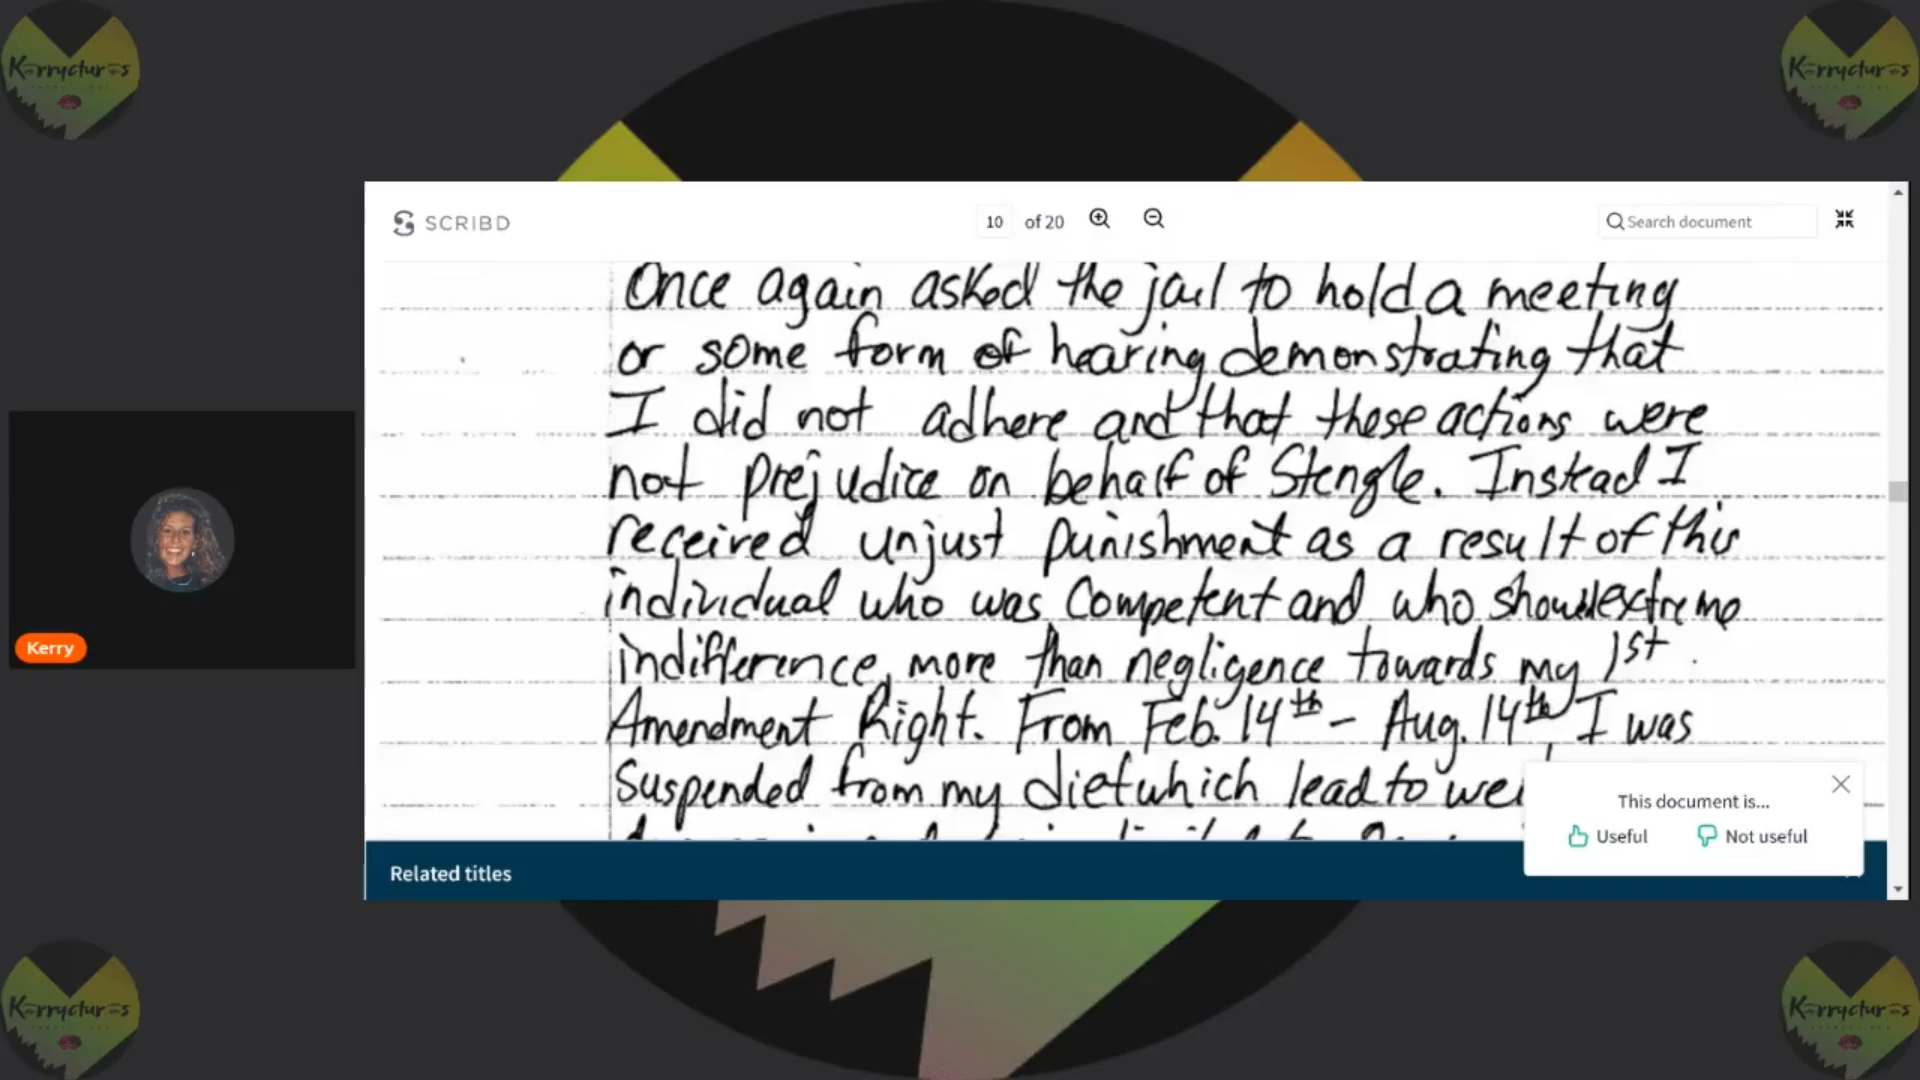 Kerryctures
Kerryctures
SCRIBD
10 of 20
Search document
Once again asked the jail to hold a meeting
or some form of hearing demonstrating that
I did not adhere and that these actions were
not prejudice on behalf of Stengle. Instead I
received unjust punishment as a result of this
individual who was competent and who showed extreme
indifference, more than negligence towards my 1st
Amendment Right. From Feb. 14th - Aug. 14th I was
suspended from my diet which lead to
Kerry
This document is...
Useful
Not useful
Related titles
Kerryctures
Kerryctures